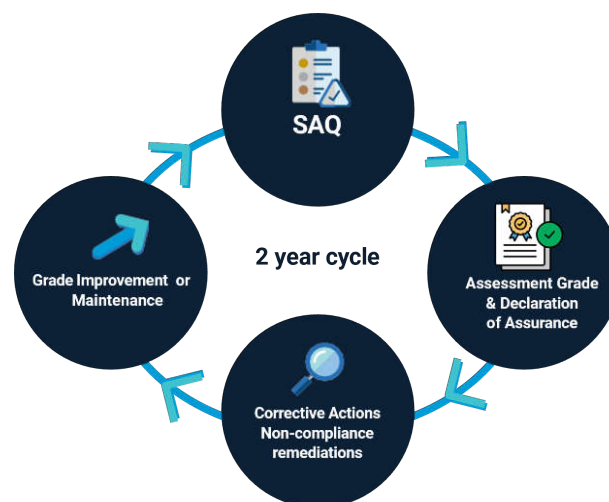 SAQ
2 year cycle
Grade Improvement or
Maintenance
Assessment Grade
& Declaration
of Assurance
Corrective Actions
Non-compliance
remediations